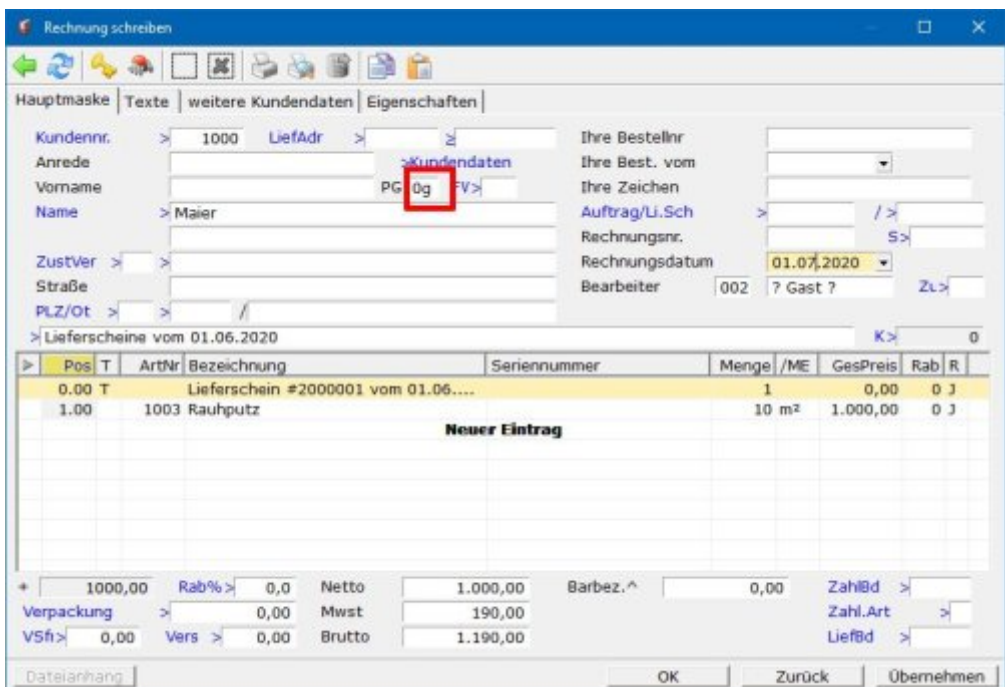 Rechnung schreiben
Hauptmaske Texte weitere Kundendaten Eigenschaften
Kundennr. > 1000 LiefAdr > ≥ Ihre Bestellnr
Anrede >Kundendaten Ihre Best. vom
Vorname PG 0g FV> Ihre Zeichen
Name > Maier Auftrag/Li.Sch > / >
Rechnungsnr. S>
ZustVer > > Rechnungsdatum 01.07.2020
Straße Bearbeiter 002 ? Gast ? Zu>
PLZ/Ot > > /
> Lieferscheine vom 01.06.2020 K> 0
> Pos T ArtNr Bezeichnung Seriennummer Menge /ME GesPreis Rab R
0.00 T Lieferschein #2000001 vom 01.06.... 1 0,00 0 J
1.00 1003 Rauhputz 10 m² 1.000,00 0 J
Neuer Eintrag
+ 1000,00 Rab% > 0,0 Netto 1.000,00 Barbez.^ 0,00 ZahlBd >
Verpackung > 0,00 Mwst 190,00 Zahl.Art >
VSfr> 0,00 Vers > 0,00 Brutto 1.190,00 LiefBd >
Dateianhang OK Zurück Übernehmen